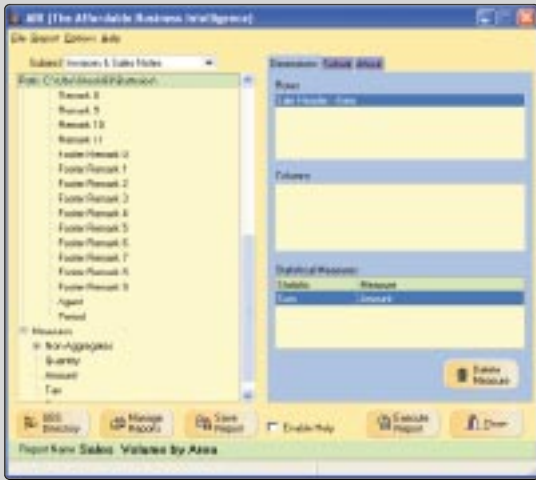 ABI (The Affordable Business Intelligence)
File Report Options Help
Subject Invoices & Sales Notes
Remark 8
Remark 9
Remark 10
Remark 11
Footer Remark 0
Footer Remark 1
Footer Remark 2
Footer Remark 3
Footer Remark 4
Footer Remark 5
Footer Remark 6
Footer Remark 7
Footer Remark 8
Footer Remark 9
Agent
Period
Measures
Non-Aggregates
Quantity
Amount
Tax
Dimensions About
Rows
Columns
Statistical Measures
Statistic Measure
Sum Amount
Delete Measure
Directory
Manage Reports
Save Report
Enable Help
Execute Report
Close
Report Name Sales Volume by Area